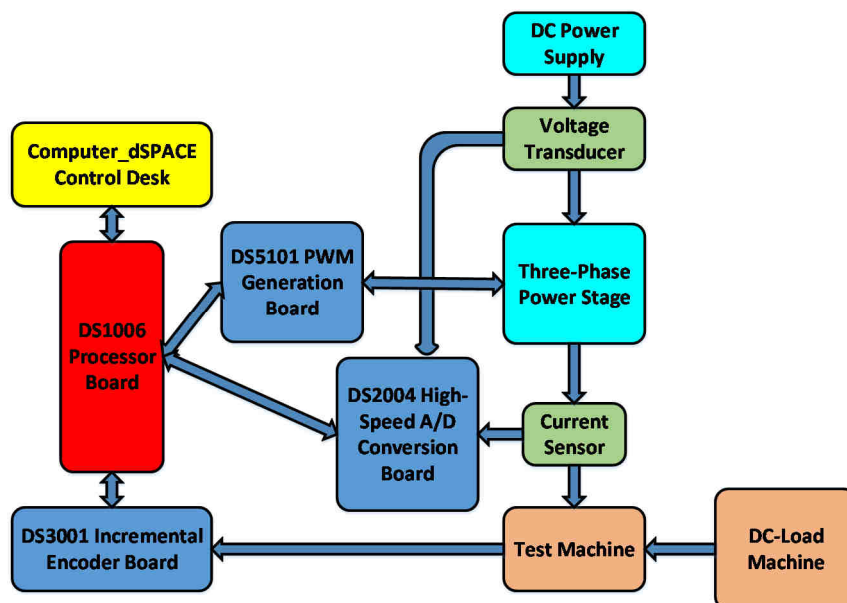 DC Power
Supply
Voltage
Transducer
Computer_dSPACE
Control Desk
DS5101 PWM
Generation
Board
Three-Phase
Power Stage
DS1006
Processor
Board
DS2004 High-
Speed A/D
Conversion
Board
Current
Sensor
DS3001 Incremental
Encoder Board
Test Machine
DC-Load
Machine